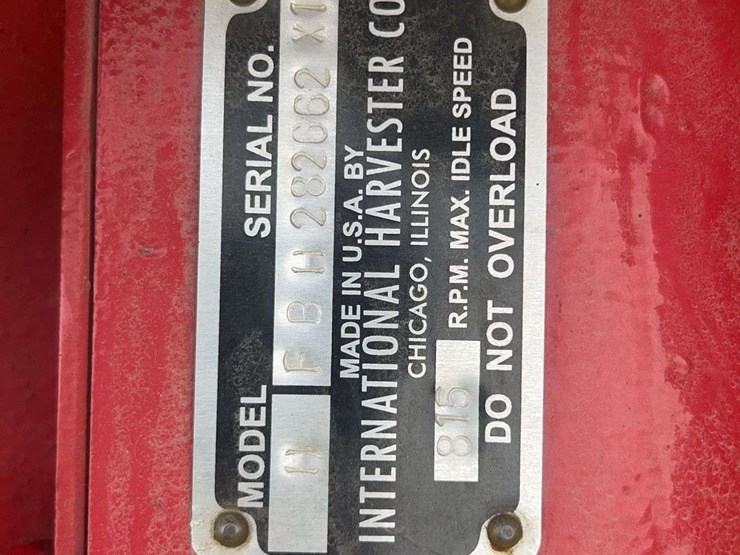 MODEL SERIAL NO.
H FBH 282662 X1
MADE IN U.S.A. BY
INTERNATIONAL HARVESTER CO
CHICAGO, ILLINOIS
816 R.P.M. MAX. IDLE SPEED
DO NOT OVERLOAD